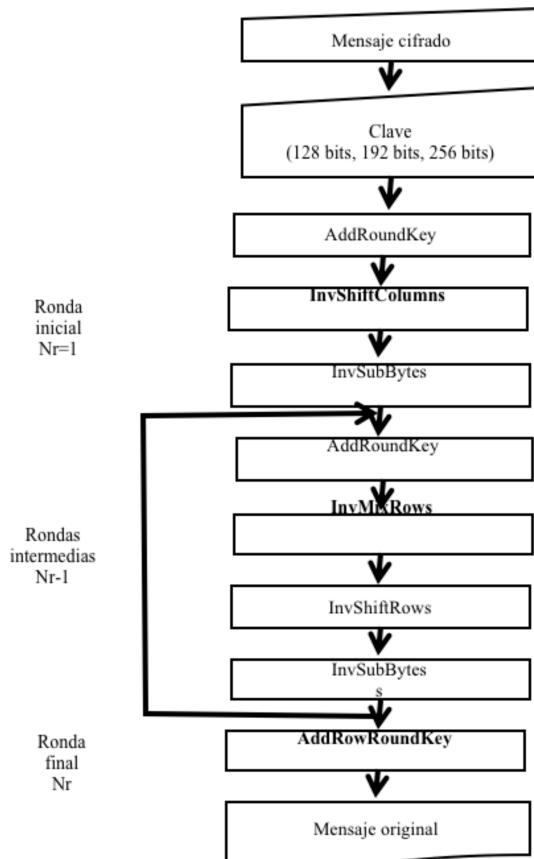 Mensaje cifrado
Clave
(128 bits, 192 bits, 256 bits)
AddRoundKey
InvShiftColumns
Ronda
inicial
Nr=1
InvSubBytes
AddRoundKey
InvMixRows
Rondas
intermedias
Nr-1
InvShiftRows
InvSubBytes
s
AddRowRoundKey
Ronda
final
Nr
Mensaje original